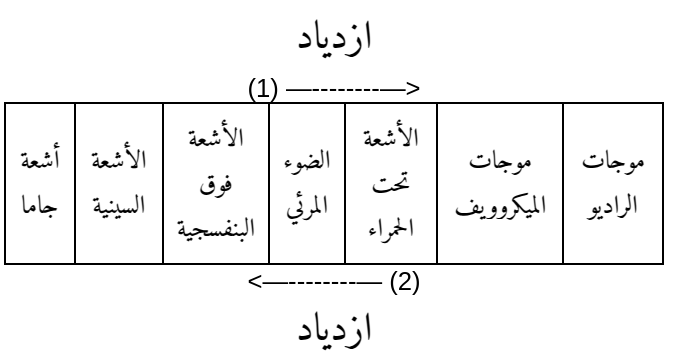 ازدياد
(1) —---------—>
موجات
الراديو
موجات
الميكروويف
الأشعة
تحت
الحمراء
الضوء
المرئي
الأشعة
فوق
البنفسجية
الأشعة
السينية
أشعة
جاما
<—---------— (2)
ازدياد